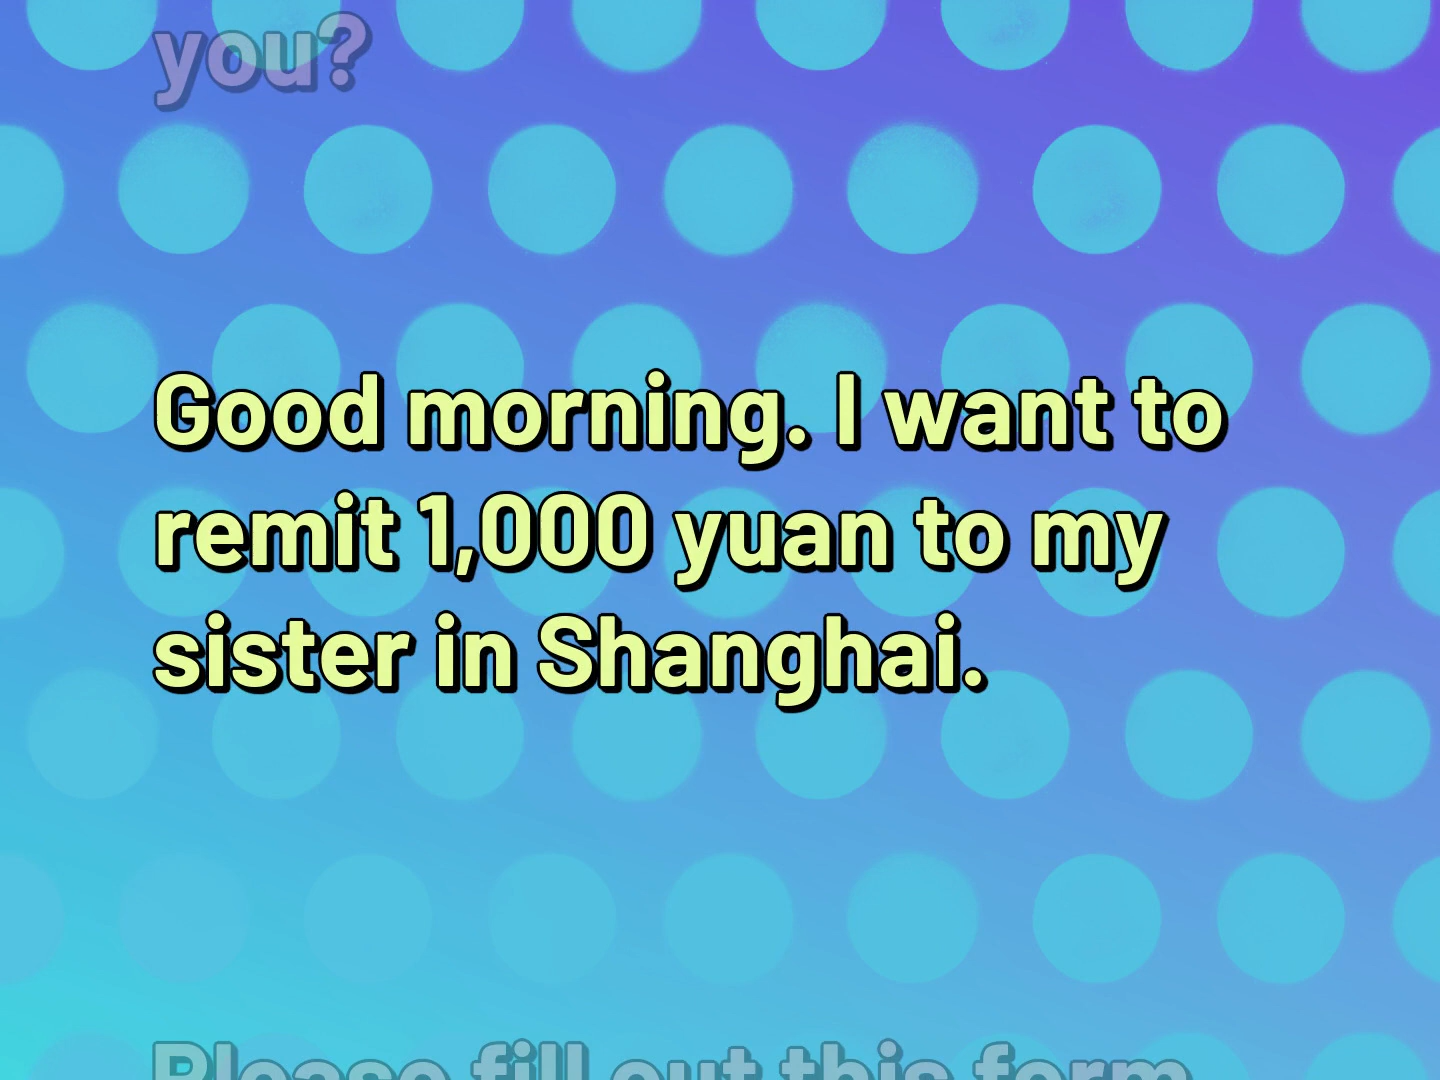 you?
Good morning. I want to
remit 1,000 yuan to my
sister in Shanghai.
Please fill out this form